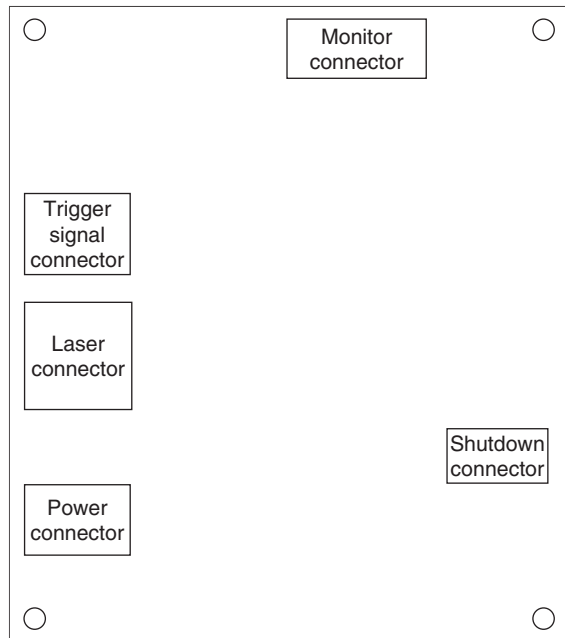 Monitor
connector
Trigger
signal
connector
Laser
connector
Shutdown
connector
Power
connector